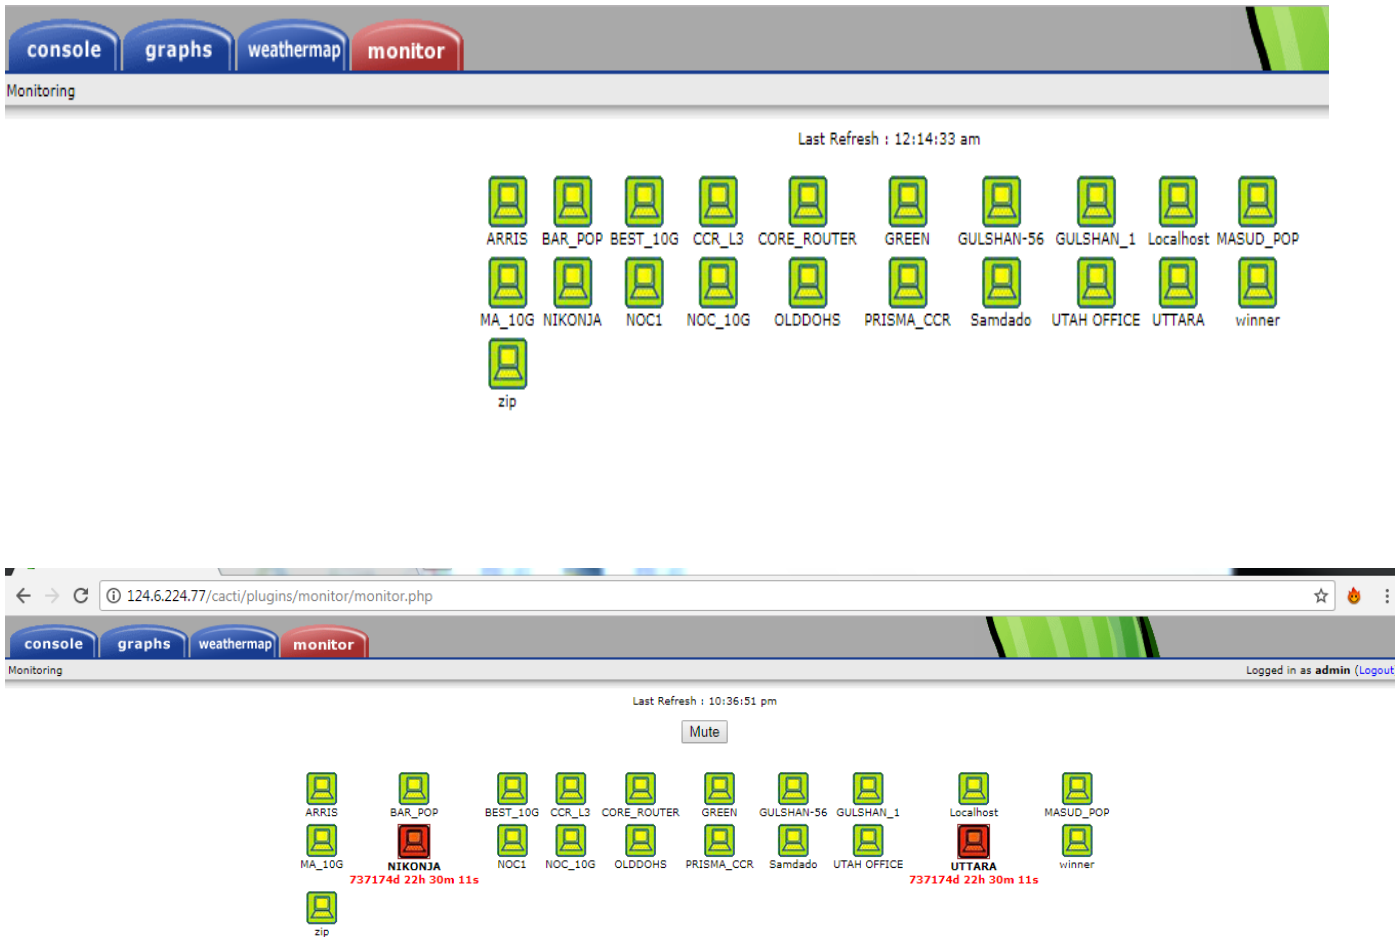 console graphs weathermap monitor
Monitoring
Last Refresh : 12:14:33 am
ARRIS BAR_POP BEST_10G CCR_L3 CORE_ROUTER GREEN GULSHAN-56 GULSHAN_1 Localhost MASUD_POP
MA_10G NIKONJA NOC1 NOC_10G OLDDOHS PRISMA_CCR Samdado UTAH OFFICE UTTARA winner
zip
124.6.224.77/cacti/plugins/monitor/monitor.php
console graphs weathermap monitor
Monitoring Logged in as admin (Logout
Last Refresh : 10:36:51 pm
Mute
ARRIS BAR_POP BEST_10G CCR_L3 CORE_ROUTER GREEN GULSHAN-56 GULSHAN_1 Localhost MASUD_POP
MA_10G NIKONJA NOC1 NOC_10G OLDDOHS PRISMA_CCR Samdado UTAH OFFICE UTTARA winner
737174d 22h 30m 11s 737174d 22h 30m 11s
zip